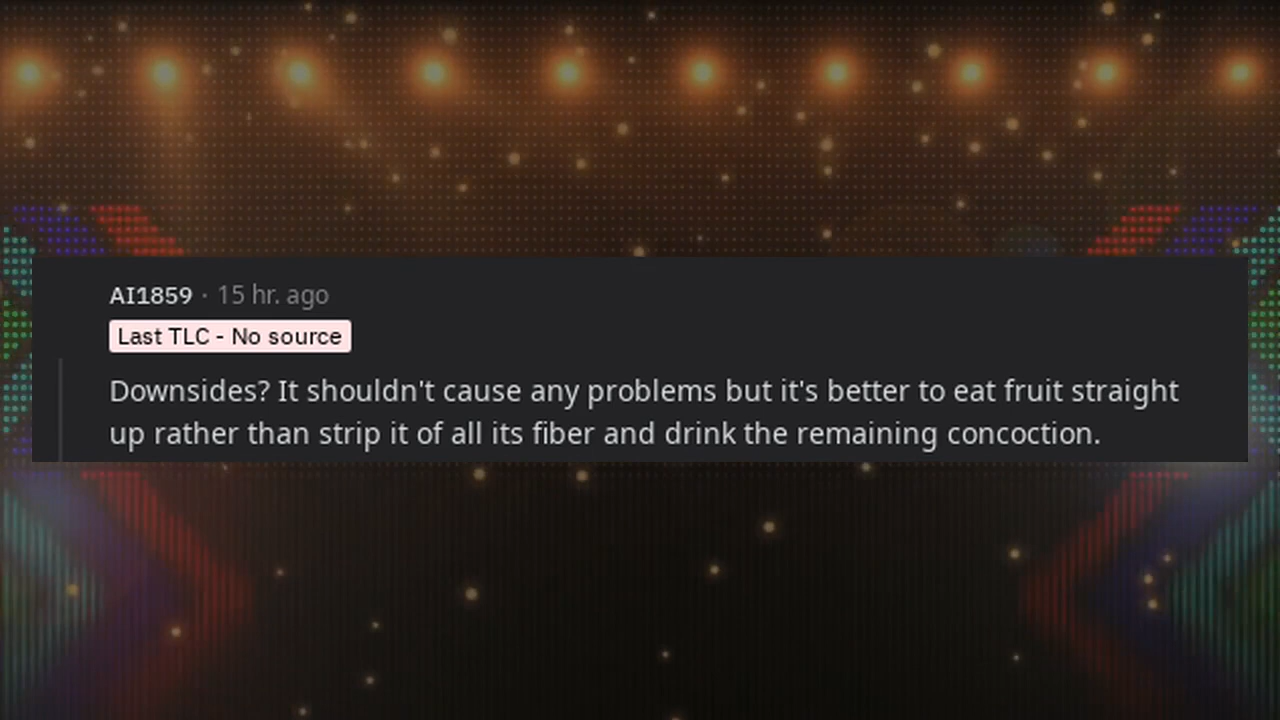 AI1859 · 15 hr. ago
Last TLC - No source
Downsides? It shouldn't cause any problems but it's better to eat fruit straight
up rather than strip it of all its fiber and drink the remaining concoction.